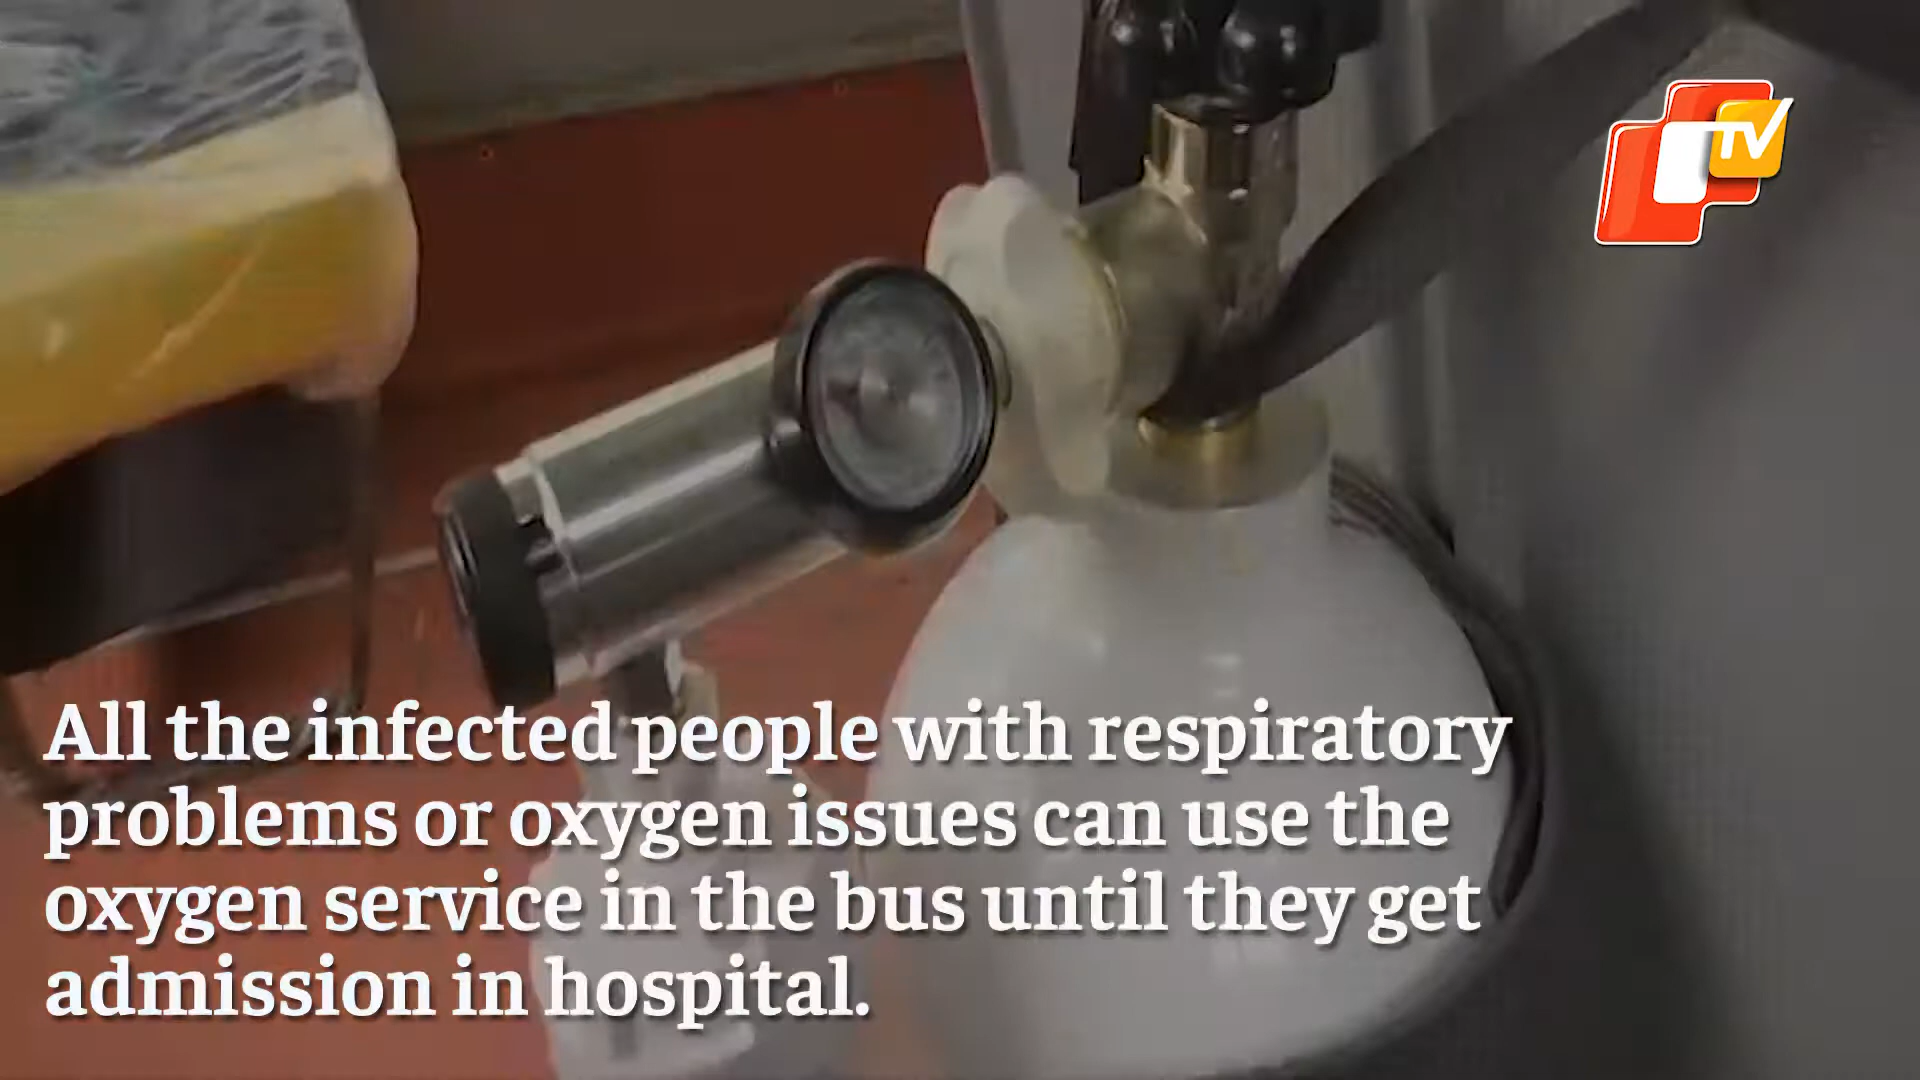 TV
All the infected people with respiratory
problems or oxygen issues can use the
oxygen service in the bus until they get
admission in hospital.